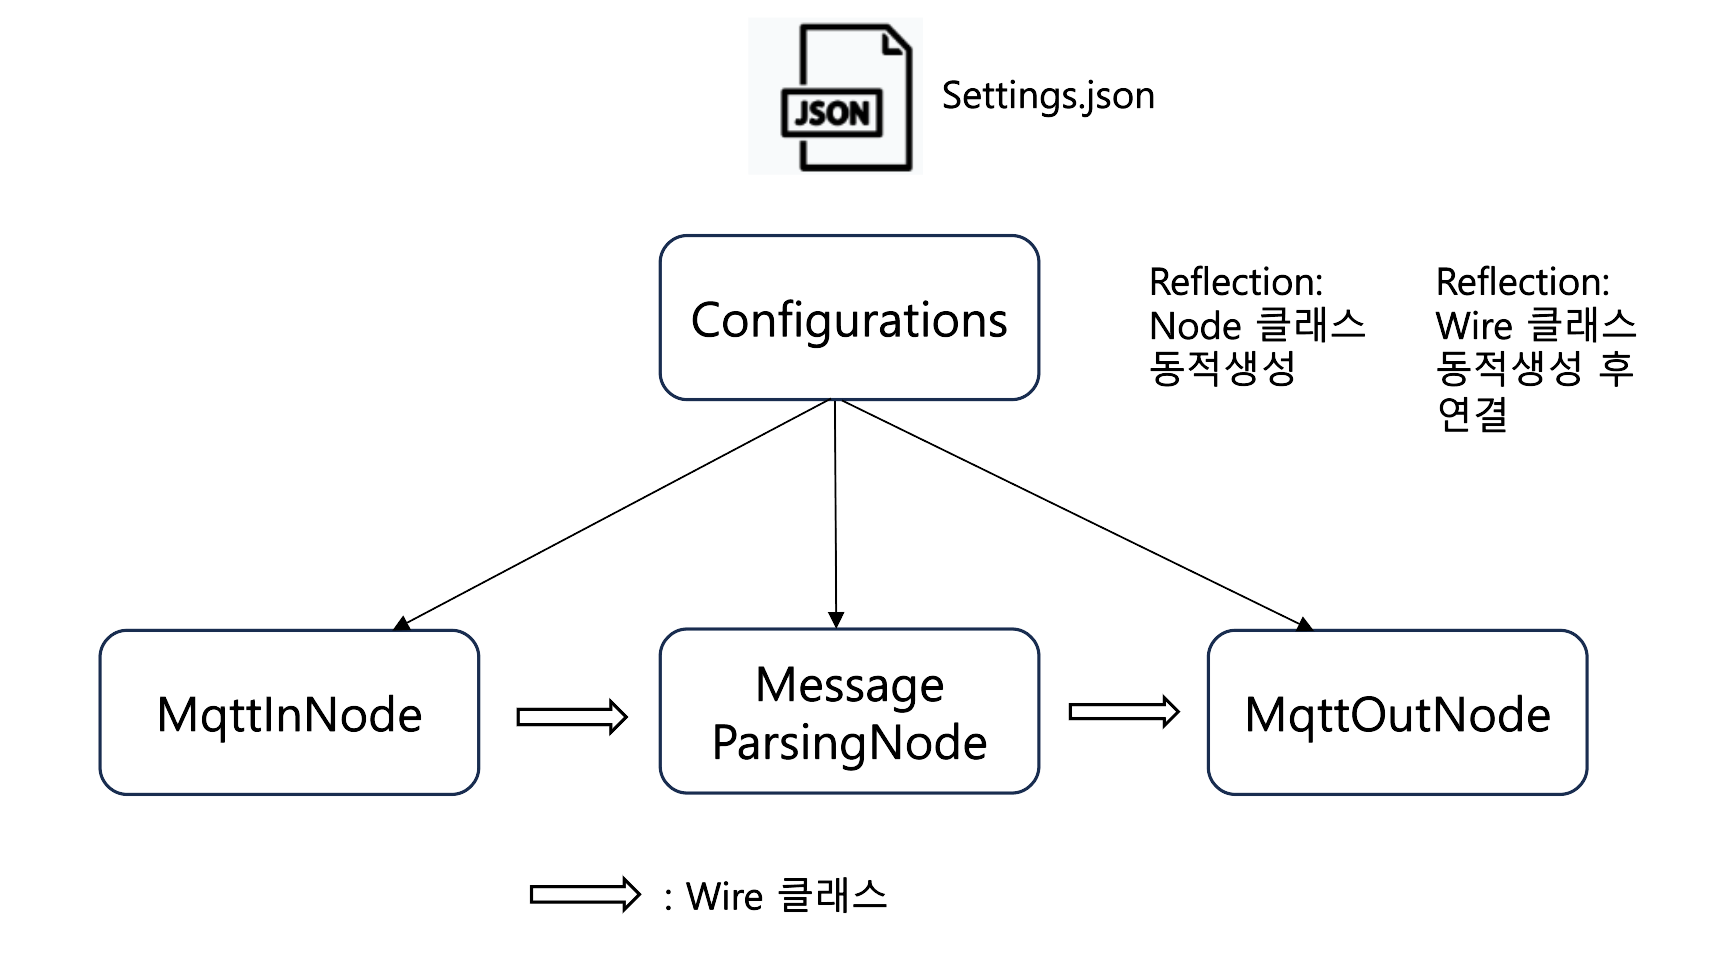 JSON
Settings.json
Configurations
Reflection:
Node 클래스
동적생성
Reflection:
Wire 클래스
동적생성 후
연결
MqttInNode
Message
ParsingNode
MqttOutNode
: Wire 클래스